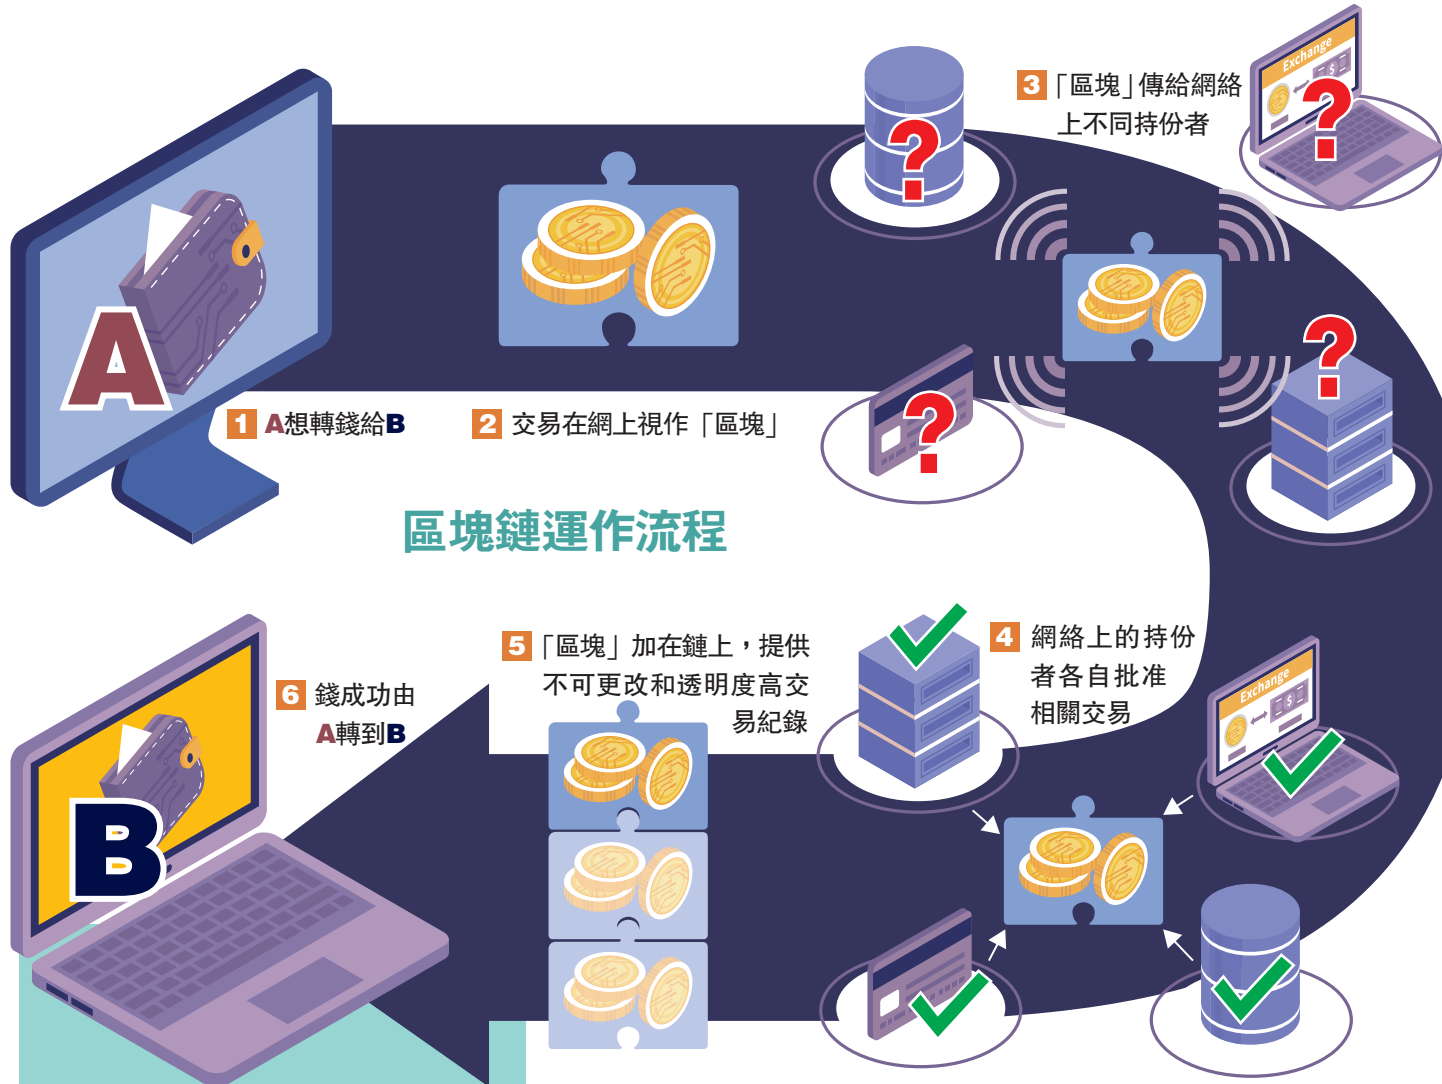 3 「區塊」傳給網絡
上不同持份者
Exchange
$
A
1 A想轉錢給B
2 交易在網上視作「區塊」
區塊鏈運作流程
5 「區塊」加在鏈上，提供
不可更改和透明度高交
易紀錄
4 網絡上的持份
者各自批准
相關交易
Exchange
$
6 錢成功由
A轉到B
B
?
?
?
?